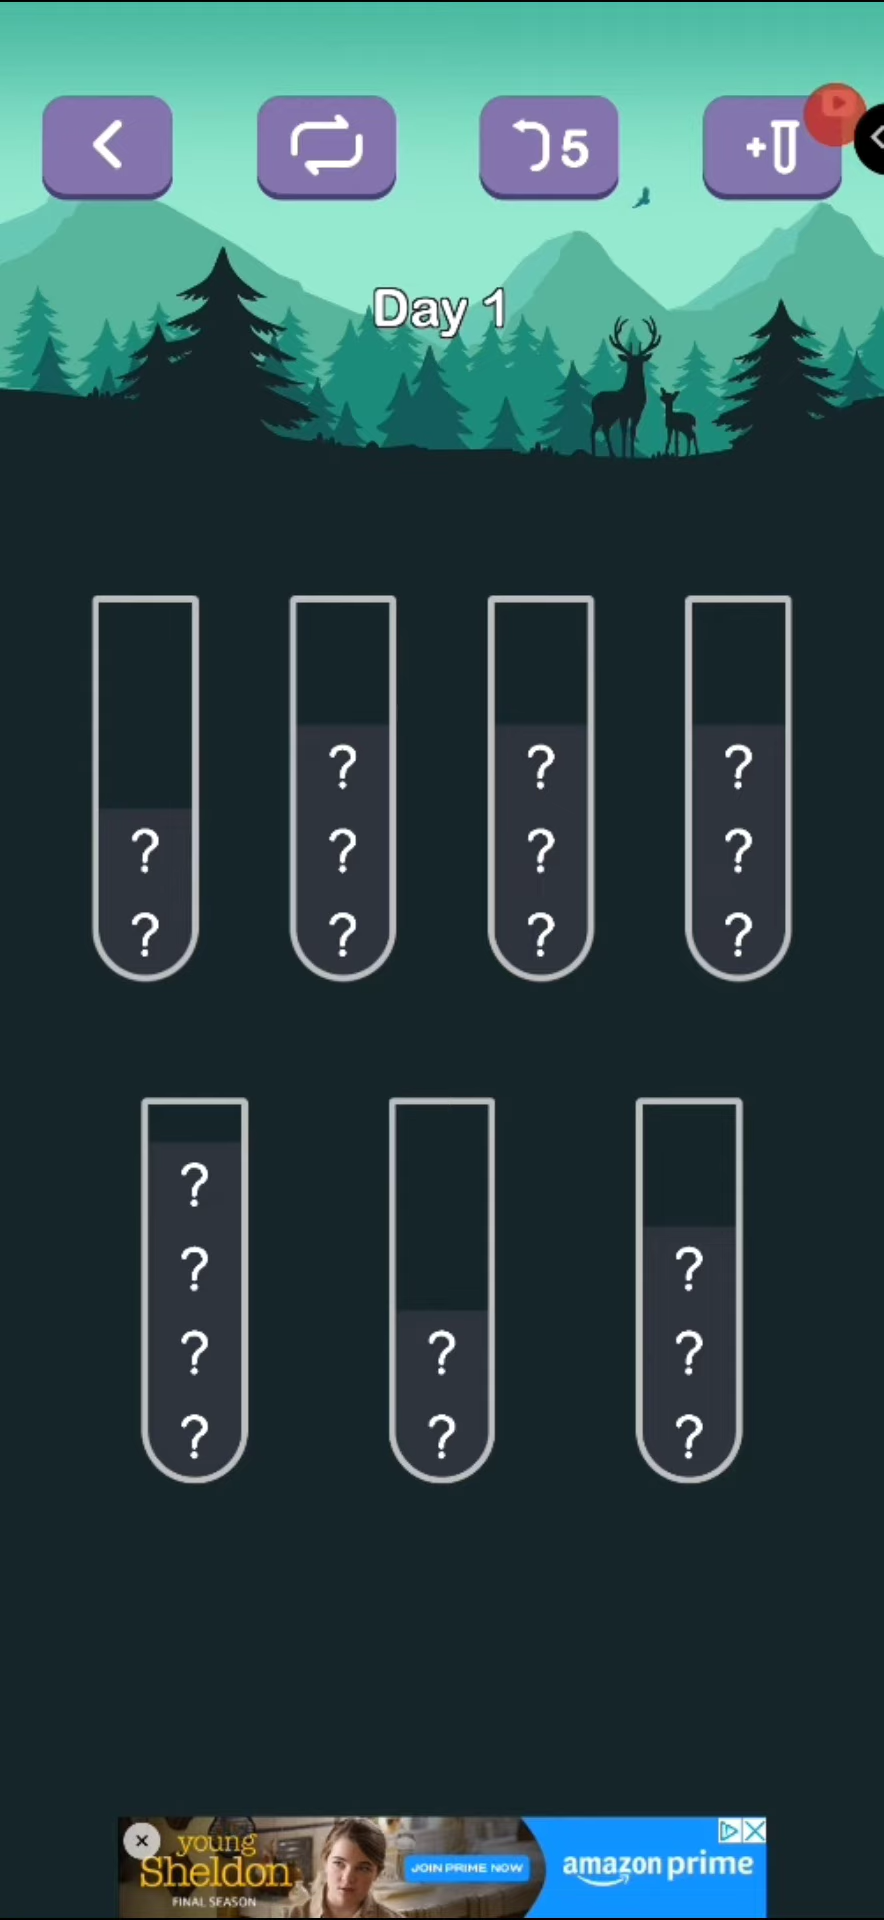 5
+
Day 1
? ? ?
? ? ? ?
? ? ? ?
?
? ?
? ? ?
? ? ?
young
Sheldon
FINAL SEASON
JOIN PRIME NOW
amazon prime